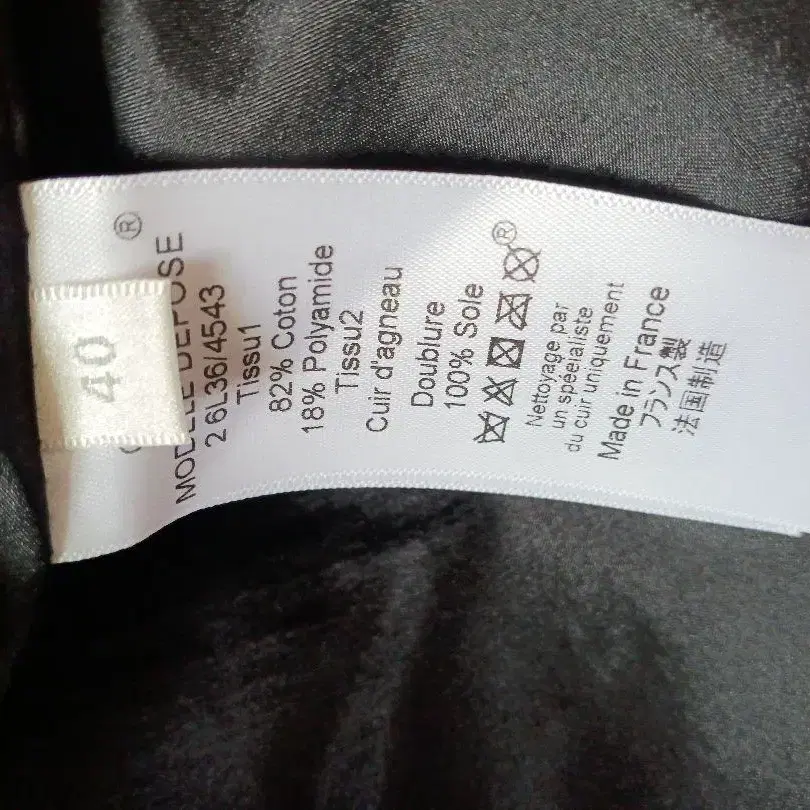 40
®
MODELE DEPOSE
2 6L36/4543
Tissu1
82% Coton
18% Polyamide
Tissu2
Cuir d'agneau
Doublure
100% Soie
®
Nettoyage par
un spécialiste
du cuir uniquement
Made in France
フランス製
法国制造